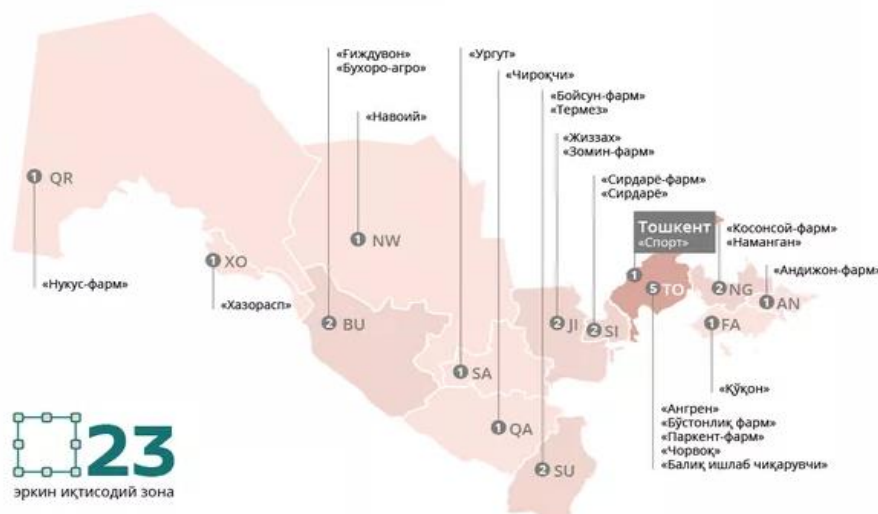 «Ғиждувон»
«Бухоро-агро»
«Ургут»
«Чироқчи»
«Бойсун-фарм»
«Термез»
«Навоий»
«Жиззах»
«Зомин-фарм»
«Сирдарё-фарм»
«Сирдарё»
Тошкент
«Спорт»
«Косонсой-фарм»
«Наманган»
«Андижон-фарм»
1 QR
1 NW
1 XO
1
5 TO
2 NG
1 AN
«Нукус-фарм»
«Хазорасп»
2 BU
2 JI
2 SI
1 FA
1 SA
«Қўқон»
1 QA
2 SU
«Ангрен»
«Бўстонлиқ фарм»
«Паркент-фарм»
«Чорвоқ»
«Балиқ ишлаб чиқарувчи»
23
эркин иқтисодий зона